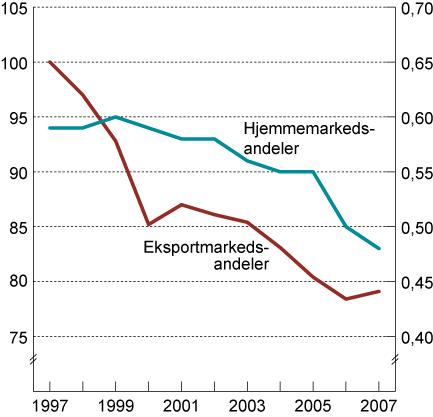 105 0,70
100 0,65
95 0,60
Hjemmemarkeds-
andeler
90 0,55
85 0,50
Eksportmarkeds-
andeler
80 0,45
75 0,40
1997 1999 2001 2003 2005 2007